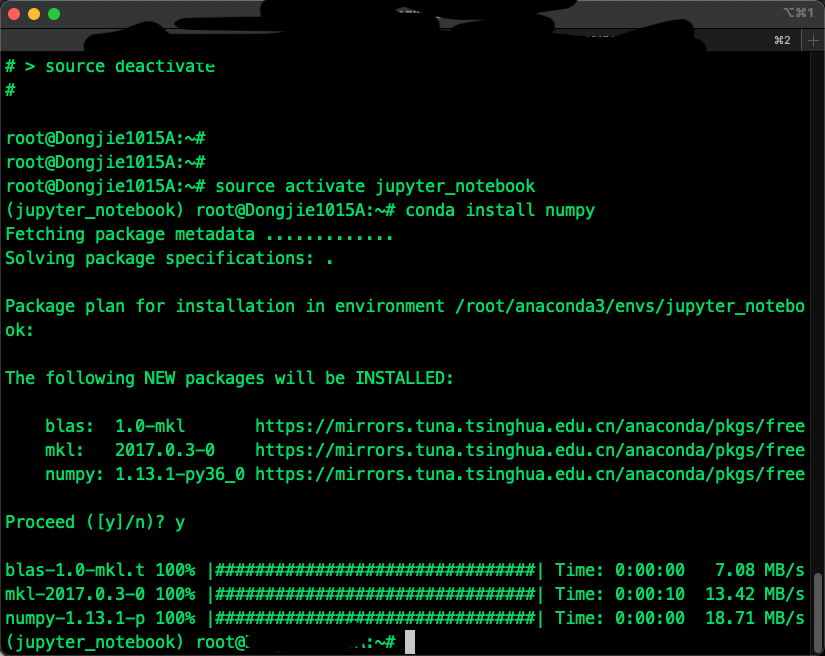 ⌥⌘1
⌘2 +
# > source deactivate
#
root@Dongjie1015A:~#
root@Dongjie1015A:~#
root@Dongjie1015A:~# source activate jupyter_notebook
(jupyter_notebook) root@Dongjie1015A:~# conda install numpy
Fetching package metadata .............
Solving package specifications: .
Package plan for installation in environment /root/anaconda3/envs/jupyter_notebo
ok:
The following NEW packages will be INSTALLED:
blas: 1.0-mkl https://mirrors.tuna.tsinghua.edu.cn/anaconda/pkgs/free
mkl: 2017.0.3-0 https://mirrors.tuna.tsinghua.edu.cn/anaconda/pkgs/free
numpy: 1.13.1-py36_0 https://mirrors.tuna.tsinghua.edu.cn/anaconda/pkgs/free
Proceed ([y]/n)? y
blas-1.0-mkl.t 100% |################################| Time: 0:00:00 7.08 MB/s
mkl-2017.0.3-0 100% |################################| Time: 0:00:10 13.42 MB/s
numpy-1.13.1-p 100% |################################| Time: 0:00:00 18.71 MB/s
(jupyter_notebook) root@ :~#